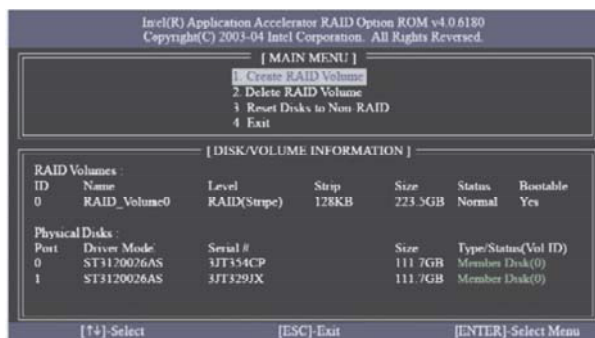 Intel(R) Application Accelerator RAID Option ROM v4.0.6180
Copyright(C) 2003-04 Intel Corporation. All Rights Reversed.
[ MAIN MENU ]
1. Create RAID Volume
2. Delete RAID Volume
3 Reset Disks to Non-RAID
4 Exit
[ DISK/VOLUME INFORMATION ]
RAID Volumes :
ID Name Level Strip Size Status Bootable
0 RAID_Volume0 RAID(Stripe) 128KB 223.5GB Normal Yes
Physical Disks :
Port Driver Mode: Serial # Size Type/Status(Vol ID)
0 ST3120026AS 3JT354CP 111.7GB Member Disk(0)
1 ST3120026AS 3JT329JX 111.7GB Member Disk(0)
[↑↓]-Select [ESC]-Exit [ENTER]-Select Menu